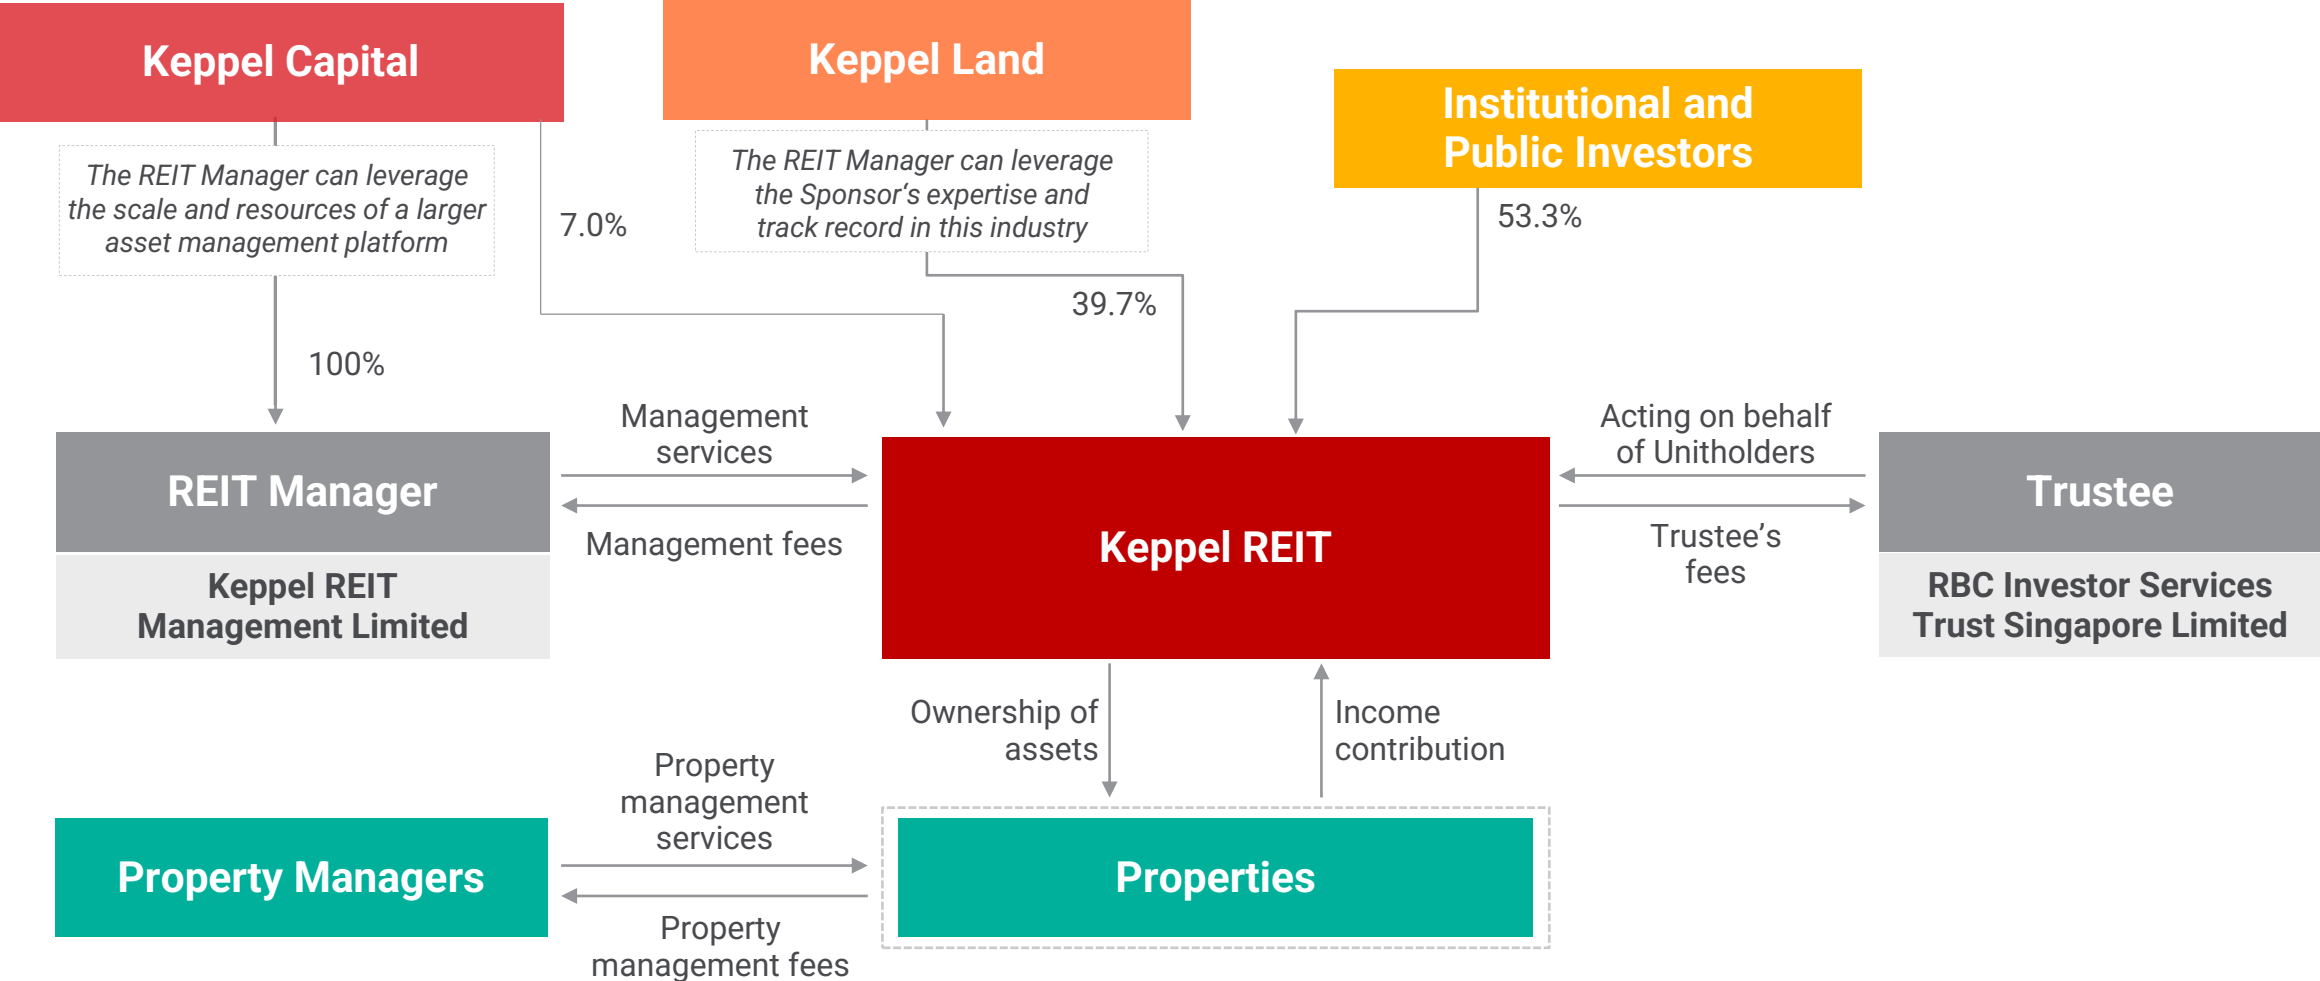 Keppel Capital
Keppel Land
Institutional and
Public Investors
The REIT Manager can leverage
the scale and resources of a larger
asset management platform
7.0%
The REIT Manager can leverage
the Sponsor‘s expertise and
track record in this industry
53.3%
39.7%
100%
Management
services
Acting on behalf
of Unitholders
REIT Manager
Keppel REIT
Management Limited
Management fees
Keppel REIT
Trustee’s
fees
Trustee
RBC Investor Services
Trust Singapore Limited
Ownership of
assets
Income
contribution
Property
management
services
Property Managers
Properties
Property
management fees